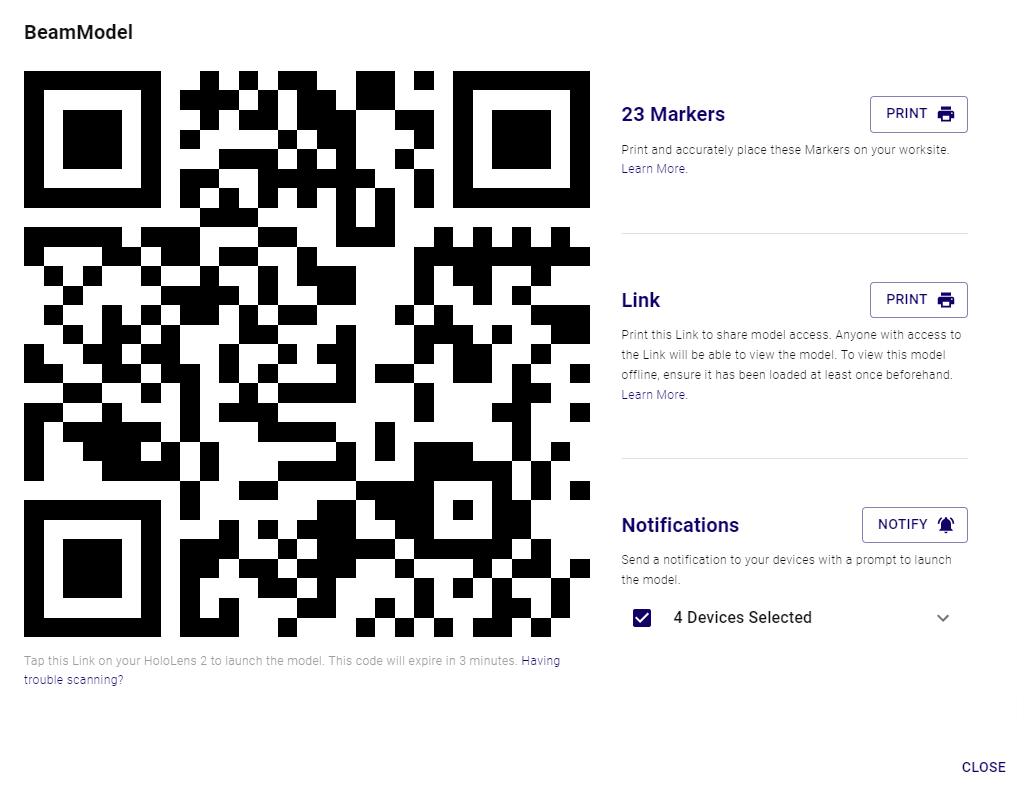 BeamModel
23 Markers
PRINT
Print and accurately place these Markers on your worksite.
Learn More.
Link
PRINT
Print this Link to share model access. Anyone with access to
the Link will be able to view the model. To view this model
offline, ensure it has been loaded at least once beforehand.
Learn More.
Notifications
NOTIFY
Send a notification to your devices with a prompt to launch
the model.
4 Devices Selected
Tap this Link on your HoloLens 2 to launch the model. This code will expire in 3 minutes. Having
trouble scanning?
CLOSE